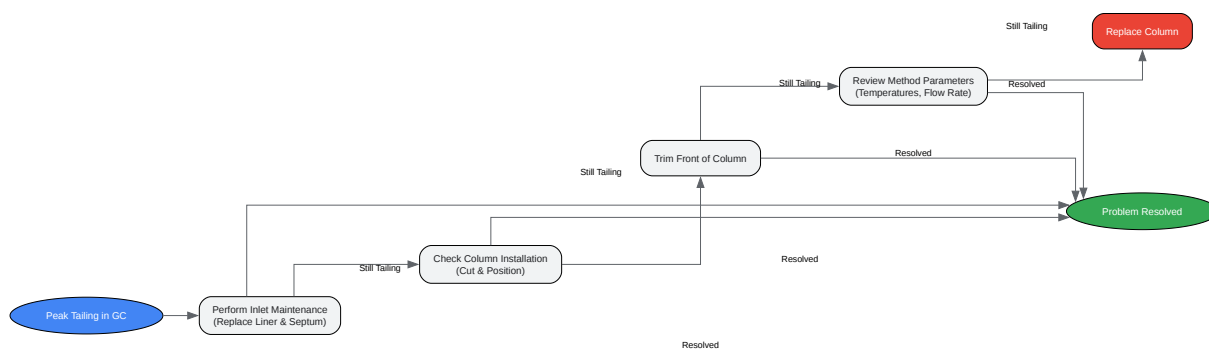 Still Tailing
Replace Column
Still Tailing
Review Method Parameters
(Temperatures, Flow Rate)
Resolved
Trim Front of Column
Resolved
Still Tailing
Problem Resolved
Check Column Installation
(Cut & Position)
Still Tailing
Resolved
Peak Tailing in GC
Perform Inlet Maintenance
(Replace Liner & Septum)
Resolved